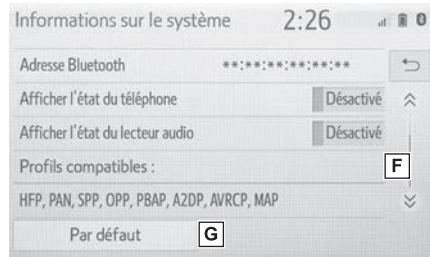 Informations sur le système 2:26
Adresse Bluetooth **:**:**:**:**:**
Afficher l'état du téléphone Désactivé
Afficher l'état du lecteur audio Désactivé
Profils compatibles :
F
HFP, PAN, SPP, OPP, PBAP, A2DP, AVRCP, MAP
Par défaut G